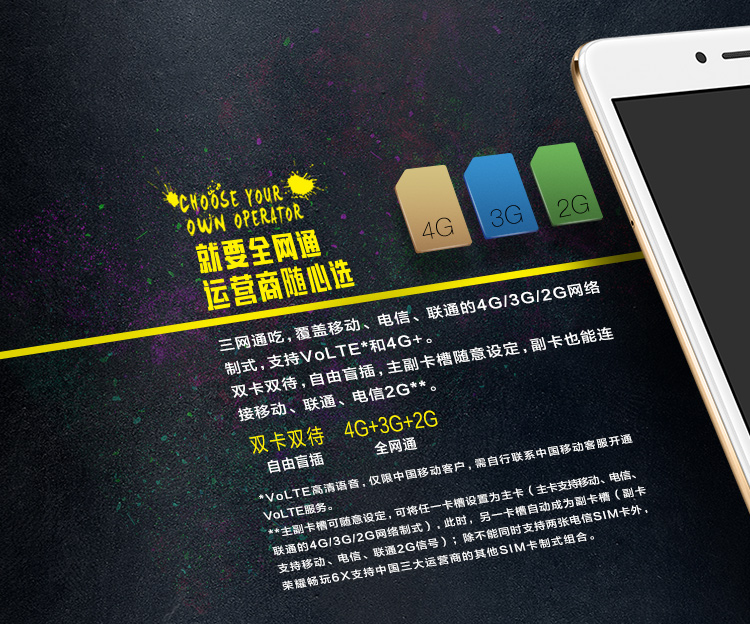 CHOOSE YOUR
OWN OPERATOR
就要全网通
运营商随心选
4G
3G
2G
三网通吃，覆盖移动、电信、联通的4G/3G/2G网络
制式，支持VoLTE*和4G+。
双卡双待，自由盲插，主副卡槽随意设定，副卡也能连
接移动、联通、电信2G**。
双卡双待 4G+3G+2G
自由盲插 全网通
*VoLTE高清语音，仅限中国移动客户，需自行联系中国移动客服开通
VoLTE服务。
**主副卡槽可随意设定，可将任一卡槽设置为主卡（主卡支持移动、电信、
联通的4G/3G/2G网络制式），此时，另一卡槽自动成为副卡槽（副卡
支持移动、电信、联通2G信号）；除不能同时支持两张电信SIM卡外，
荣耀畅玩6X支持中国三大运营商的其他SIM卡制式组合。